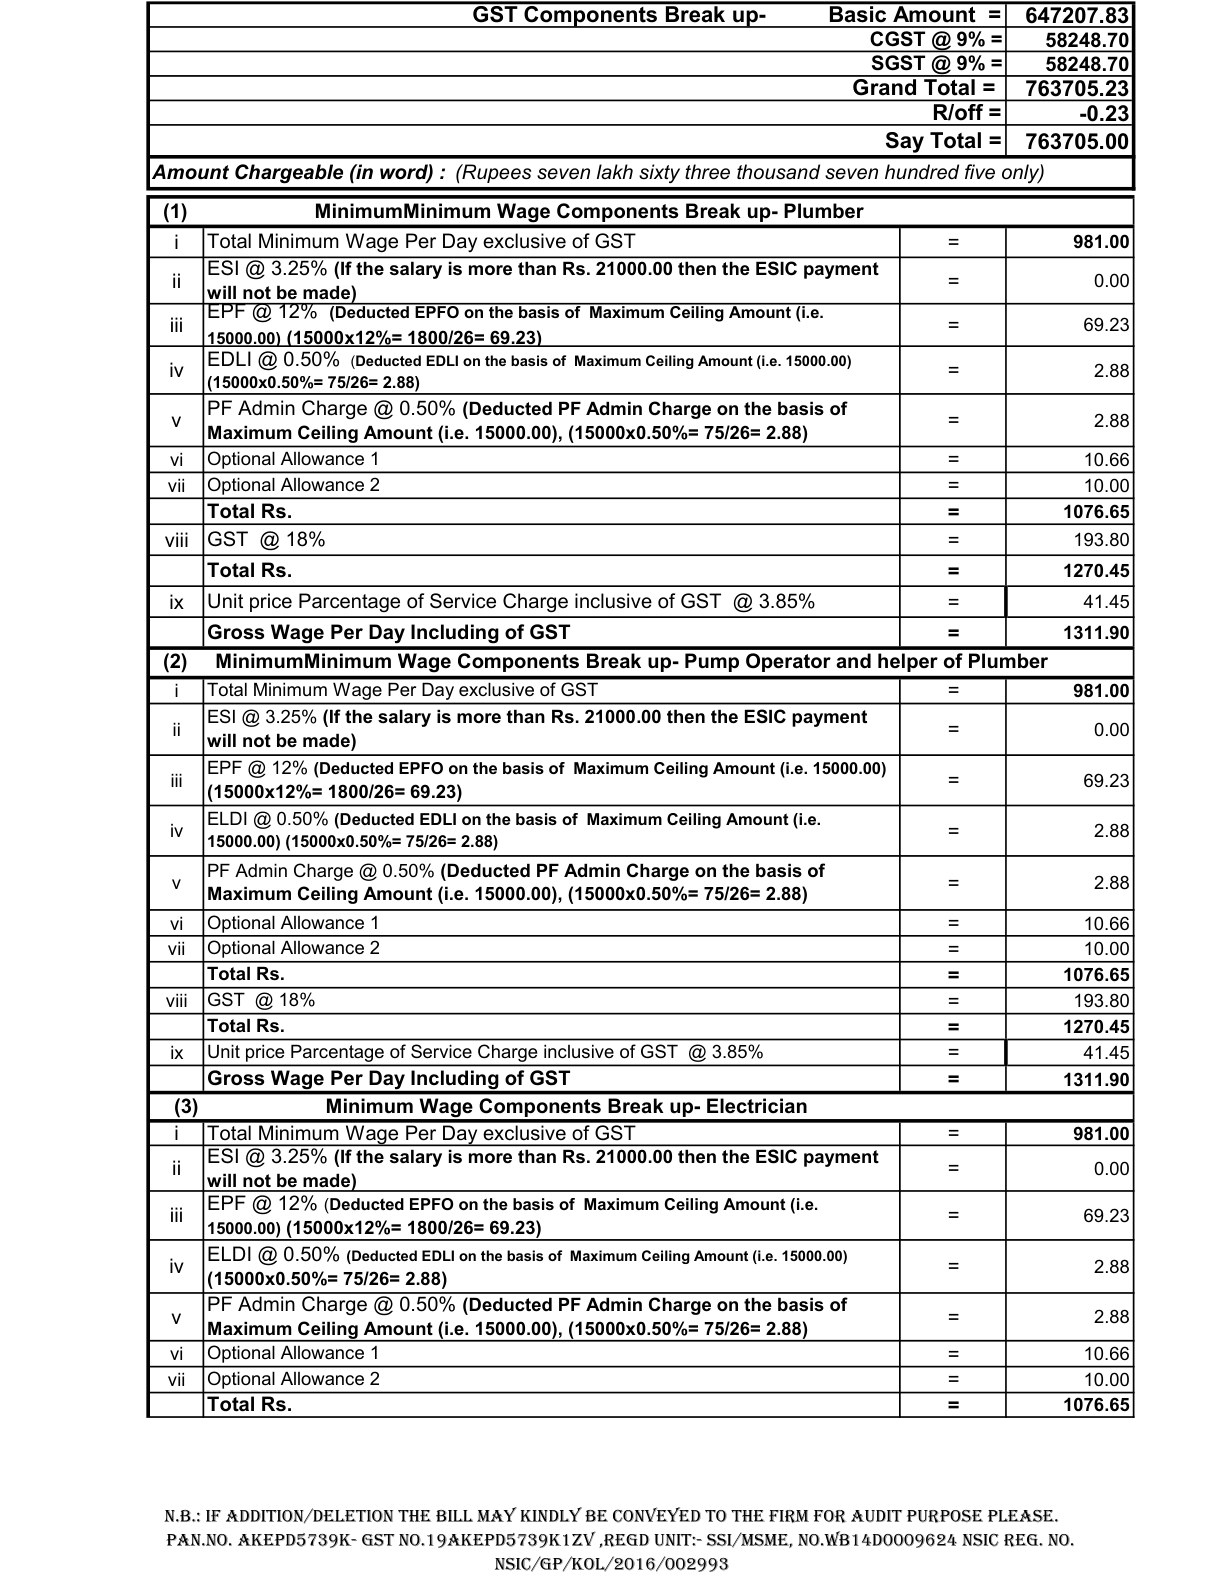 GST Components Break up- Basic Amount = 647207.83
CGST @ 9% = 58248.70
SGST @ 9% = 58248.70
Grand Total = 763705.23
R/off = -0.23
Say Total = 763705.00
Amount Chargeable (in word) : (Rupees seven lakh sixty three thousand seven hundred five only)
(1) MinimumMinimum Wage Components Break up- Plumber
i Total Minimum Wage Per Day exclusive of GST = 981.00
ii ESI @ 3.25% (If the salary is more than Rs. 21000.00 then the ESIC payment
will not be made) = 0.00
iii EPF @ 12% (Deducted EPFO on the basis of Maximum Ceiling Amount (i.e.
15000.00) (15000x12%= 1800/26= 69.23) = 69.23
iv EDLI @ 0.50% (Deducted EDLI on the basis of Maximum Ceiling Amount (i.e. 15000.00)
(15000x0.50%= 75/26= 2.88) = 2.88
v PF Admin Charge @ 0.50% (Deducted PF Admin Charge on the basis of
Maximum Ceiling Amount (i.e. 15000.00), (15000x0.50%= 75/26= 2.88) = 2.88
vi Optional Allowance 1 = 10.66
vii Optional Allowance 2 = 10.00
Total Rs. = 1076.65
viii GST @ 18% = 193.80
Total Rs. = 1270.45
ix Unit price Parcentage of Service Charge inclusive of GST @ 3.85% = 41.45
Gross Wage Per Day Including of GST = 1311.90
(2) MinimumMinimum Wage Components Break up- Pump Operator and helper of Plumber
i Total Minimum Wage Per Day exclusive of GST = 981.00
ii ESI @ 3.25% (If the salary is more than Rs. 21000.00 then the ESIC payment
will not be made) = 0.00
iii EPF @ 12% (Deducted EPFO on the basis of Maximum Ceiling Amount (i.e. 15000.00)
(15000x12%= 1800/26= 69.23) = 69.23
iv ELDI @ 0.50% (Deducted EDLI on the basis of Maximum Ceiling Amount (i.e.
15000.00) (15000x0.50%= 75/26= 2.88) = 2.88
v PF Admin Charge @ 0.50% (Deducted PF Admin Charge on the basis of
Maximum Ceiling Amount (i.e. 15000.00), (15000x0.50%= 75/26= 2.88) = 2.88
vi Optional Allowance 1 = 10.66
vii Optional Allowance 2 = 10.00
Total Rs. = 1076.65
viii GST @ 18% = 193.80
Total Rs. = 1270.45
ix Unit price Parcentage of Service Charge inclusive of GST @ 3.85% = 41.45
Gross Wage Per Day Including of GST = 1311.90
(3) Minimum Wage Components Break up- Electrician
i Total Minimum Wage Per Day exclusive of GST = 981.00
ii ESI @ 3.25% (If the salary is more than Rs. 21000.00 then the ESIC payment
will not be made) = 0.00
iii EPF @ 12% (Deducted EPFO on the basis of Maximum Ceiling Amount (i.e.
15000.00) (15000x12%= 1800/26= 69.23) = 69.23
iv ELDI @ 0.50% (Deducted EDLI on the basis of Maximum Ceiling Amount (i.e. 15000.00)
(15000x0.50%= 75/26= 2.88) = 2.88
v PF Admin Charge @ 0.50% (Deducted PF Admin Charge on the basis of
Maximum Ceiling Amount (i.e. 15000.00), (15000x0.50%= 75/26= 2.88) = 2.88
vi Optional Allowance 1 = 10.66
vii Optional Allowance 2 = 10.00
Total Rs. = 1076.65
N.B.: IF ADDITION/DELETION THE BILL MAY KINDLY BE CONVEYED TO THE FIRM FOR AUDIT PURPOSE PLEASE.
PAN.NO. AKEPD5739K- GST NO.19AKEPD5739K1ZV ,REGD UNIT:- SSI/MSME, NO.WB14D0009624 NSIC REG. NO.
NSIC/GP/KOL/2016/002993